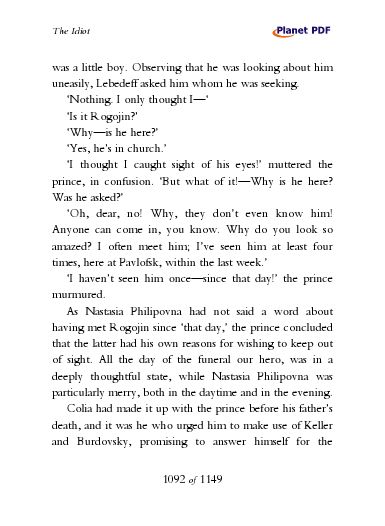 The Idiot
Planet PDF
was a little boy. Observing that he was looking about him
uneasily, Lebedeff asked him whom he was seeking.
‘Nothing. I only thought I—‘
‘Is it Rogojin?’
‘Why—is he here?’
‘Yes, he’s in church.’
‘I thought I caught sight of his eyes!’ muttered the
prince, in confusion. ‘But what of it!—Why is he here?
Was he asked?’
‘Oh, dear, no! Why, they don’t even know him!
Anyone can come in, you know. Why do you look so
amazed? I often meet him; I’ve seen him at least four
times, here at Pavlofsk, within the last week.’
‘I haven’t seen him once—since that day!’ the prince
murmured.
As Nastasia Philipovna had not said a word about
having met Rogojin since ‘that day,’ the prince concluded
that the latter had his own reasons for wishing to keep out
of sight. All the day of the funeral our hero, was in a
deeply thoughtful state, while Nastasia Philipovna was
particularly merry, both in the daytime and in the evening.
Colia had made it up with the prince before his father’s
death, and it was he who urged him to make use of Keller
and Burdovsky, promising to answer himself for the
1092 of 1149